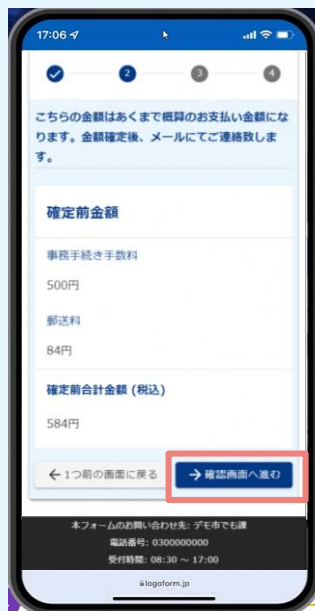 17:06
2
3
4
こちらの金額はあくまで概算のお支払い金額にな
ります。金額確定後、メールにてご連絡致しま
す。
確定前金額
事務手続き手数料
500円
郵送料
84円
確定前合計金額 (税込)
584円
← 1つ前の画面に戻る
→ 確認画面へ進む
本フォームのお問い合わせ先: デモ市でも課
電話番号: 0300000000
受付時間: 08:30 ～ 17:00
logoform.jp